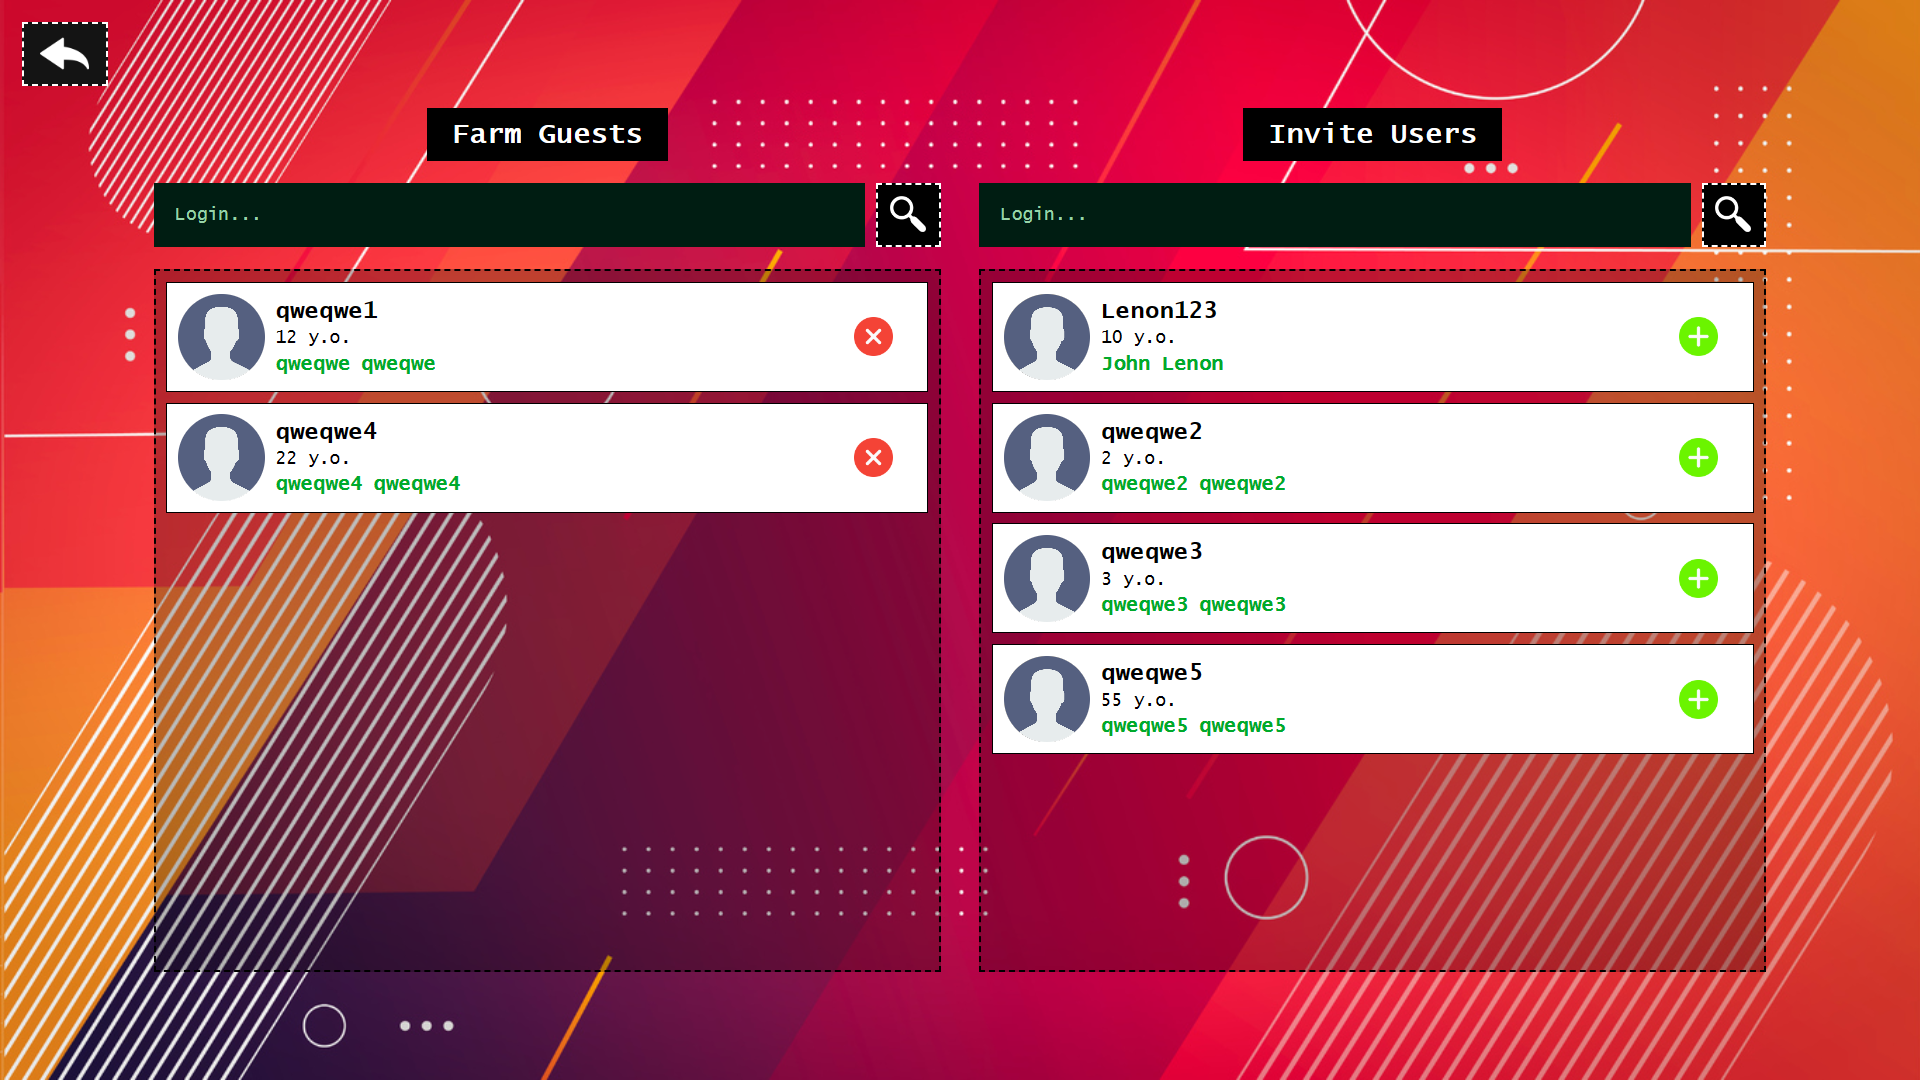 Farm Guests
Login...
qweqwe1
12 y.o.
qweqwe qweqwe
qweqwe4
22 y.o.
qweqwe4 qweqwe4
Invite Users
Login...
Lenon123
10 y.o.
John Lenon
qweqwe2
2 y.o.
qweqwe2 qweqwe2
qweqwe3
3 y.o.
qweqwe3 qweqwe3
qweqwe5
55 y.o.
qweqwe5 qweqwe5